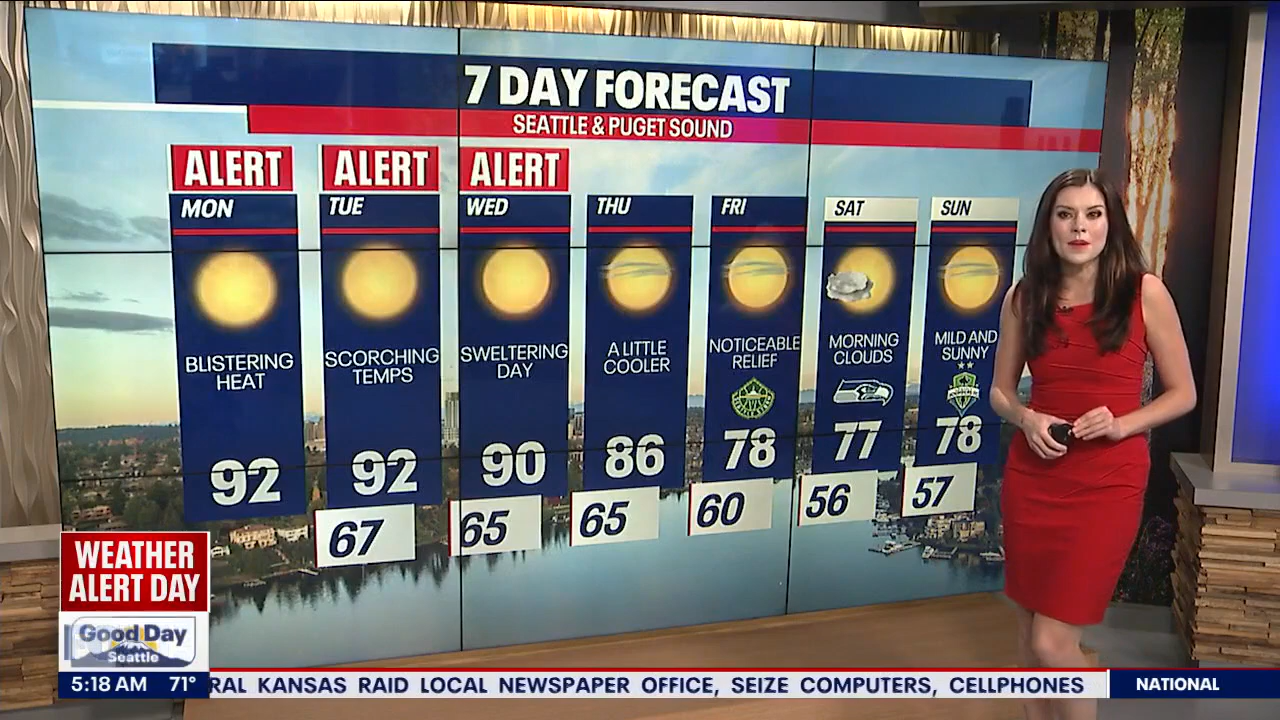 7 DAY FORECAST
SEATTLE & PUGET SOUND
ALERT
MON
BLISTERING
HEAT
92
ALERT
TUE
SCORCHING
TEMPS
92
67
ALERT
WED
SWELTERING
DAY
90
65
THU
A LITTLE
COOLER
86
65
FRI
NOTICEABLE
RELIEF
78
60
SAT
MORNING
CLOUDS
77
56
SUN
MILD AND
SUNNY
78
57
WEATHER
ALERT DAY
Good Day
Seattle
5:18 AM 71°
RAL KANSAS RAID LOCAL NEWSPAPER OFFICE, SEIZE COMPUTERS, CELLPHONES
NATIONAL